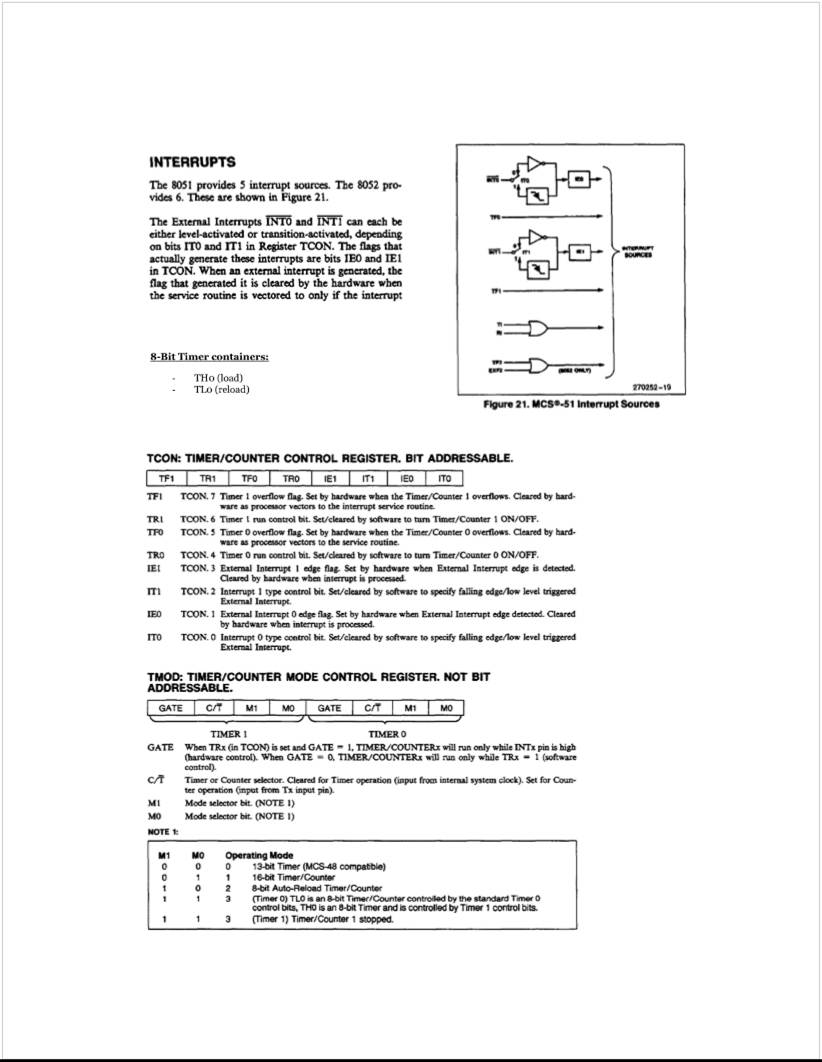 INTERRUPTS
The 8051 provides 5 interrupt sources. The 8052 pro-
vides 6. These are shown in Figure 21.
The External Interrupts INT0 and INT1 can each be
either level-activated or transition-activated, depending
on bits IT0 and IT1 in Register TCON. The flags that
actually generate these interrupts are bits IE0 and IE1
in TCON. When an external interrupt is generated, the
flag that generated it is cleared by the hardware when
the service routine is vectored to only if the interrupt
8-Bit Timer containers:
- TH0 (load)
- TL0 (reload)
INT0
0
IT0
1
IE0
TF0
INT1
0
IT1
1
IE1
INTERRUPT
SOURCES
TF1
TI
RI
TF2
EXF2
(8052 ONLY)
270252-19
Figure 21. MCS®-51 Interrupt Sources
TCON: TIMER/COUNTER CONTROL REGISTER. BIT ADDRESSABLE.
TF1 TR1 TF0 TR0 IE1 IT1 IE0 IT0
TF1 TCON. 7 Timer 1 overflow flag. Set by hardware when the Timer/Counter 1 overflows. Cleared by hard-
ware as processor vectors to the interrupt service routine.
TR1 TCON. 6 Timer 1 run control bit. Set/cleared by software to turn Timer/Counter 1 ON/OFF.
TF0 TCON. 5 Timer 0 overflow flag. Set by hardware when the Timer/Counter 0 overflows. Cleared by hard-
ware as processor vectors to the service routine.
TR0 TCON. 4 Timer 0 run control bit. Set/cleared by software to turn Timer/Counter 0 ON/OFF.
IE1 TCON. 3 External Interrupt 1 edge flag. Set by hardware when External Interrupt edge is detected.
Cleared by hardware when interrupt is processed.
IT1 TCON. 2 Interrupt 1 type control bit. Set/cleared by software to specify falling edge/low level triggered
External Interrupt.
IE0 TCON. 1 External Interrupt 0 edge flag. Set by hardware when External Interrupt edge detected. Cleared
by hardware when interrupt is processed.
IT0 TCON. 0 Interrupt 0 type control bit. Set/cleared by software to specify falling edge/low level triggered
External Interrupt.
TMOD: TIMER/COUNTER MODE CONTROL REGISTER. NOT BIT
ADDRESSABLE.
GATE C/T̅ M1 M0 GATE C/T̅ M1 M0
TIMER 1 TIMER 0
GATE When TRx (in TCON) is set and GATE = 1, TIMER/COUNTERx will run only while INTx pin is high
(hardware control). When GATE = 0, TIMER/COUNTERx will run only while TRx = 1 (software
control).
C/T̅ Timer or Counter selector. Cleared for Timer operation (input from internal system clock). Set for Coun-
ter operation (input from Tx input pin).
M1 Mode selector bit. (NOTE 1)
M0 Mode selector bit. (NOTE 1)
NOTE 1:
M1 M0 Operating Mode
0 0 0 13-bit Timer (MCS-48 compatible)
0 1 1 16-bit Timer/Counter
1 0 2 8-bit Auto-Reload Timer/Counter
1 1 3 (Timer 0) TL0 is an 8-bit Timer/Counter controlled by the standard Timer 0
control bits, TH0 is an 8-bit Timer and is controlled by Timer 1 control bits.
1 1 3 (Timer 1) Timer/Counter 1 stopped.